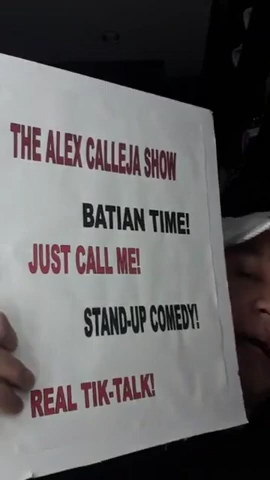 THE ALEX CALLEJA SHOW
BATIAN TIME!
JUST CALL ME!
STAND-UP COMEDY!
REAL TIK-TALK!